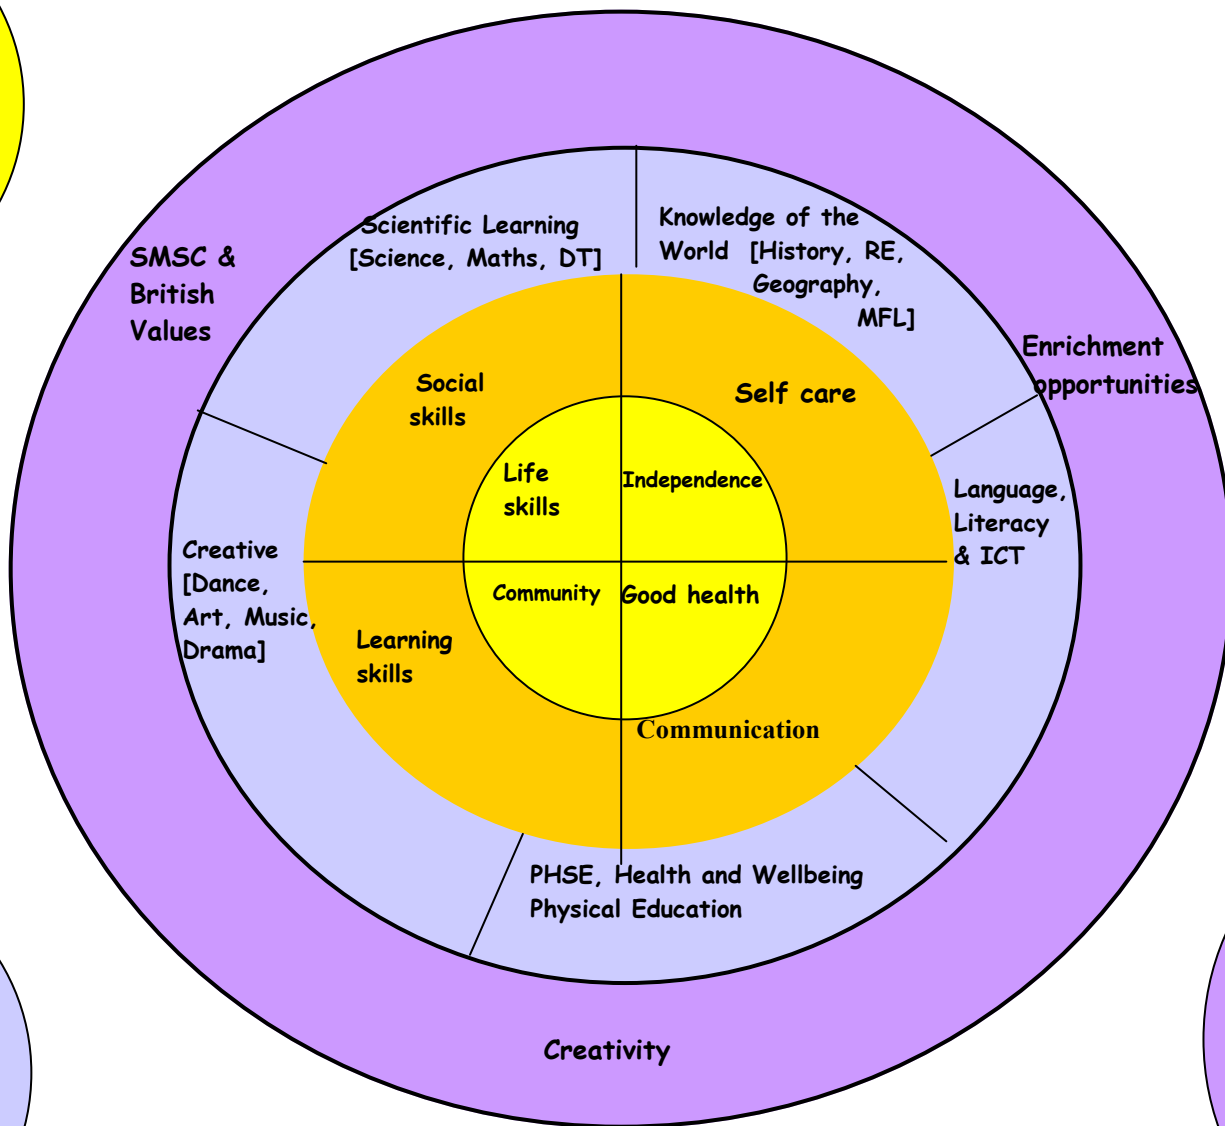 SMSC &
British
Values
Scientific Learning
[Science, Maths, DT]
Knowledge of the
World [History, RE,
Geography,
MFL]
Enrichment
opportunities
Social
skills
Self care
Life
skills
Independence
Language,
Literacy
& ICT
Creative
[Dance,
Art, Music,
Drama]
Community
Good health
Learning
skills
Communication
PHSE, Health and Wellbeing
Physical Education
Creativity